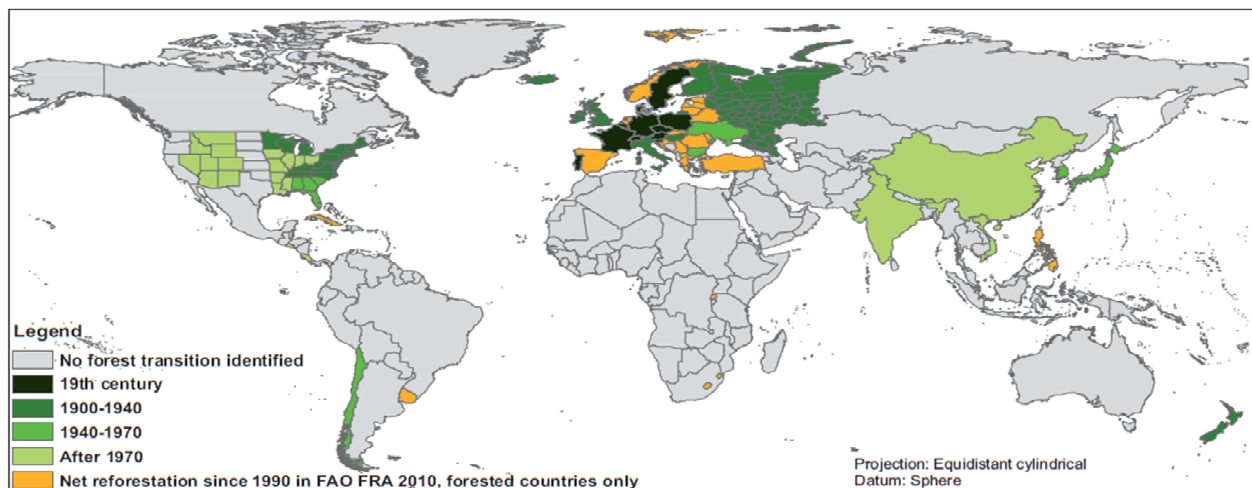 Legend
No forest transition identified
19th century
1900-1940
1940-1970
After 1970
Net reforestation since 1990 in FAO FRA 2010, forested countries only
Projection: Equidistant cylindrical
Datum: Sphere